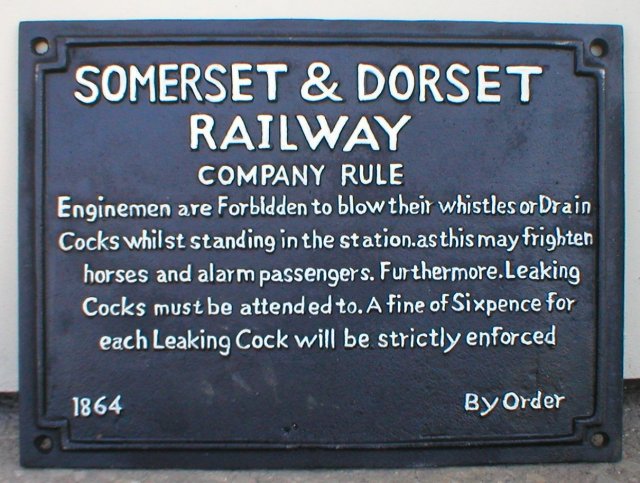 SOMERSET & DORSET
RAILWAY
COMPANY RULE
Enginemen are Forbidden to blow their whistles or Drain
Cocks whilst standing in the station.as this may frighten
horses and alarm passengers. Furthermore.Leaking
Cocks must be attended to. A fine of Sixpence for
each Leaking Cock will be strictly enforced
1864 By Order